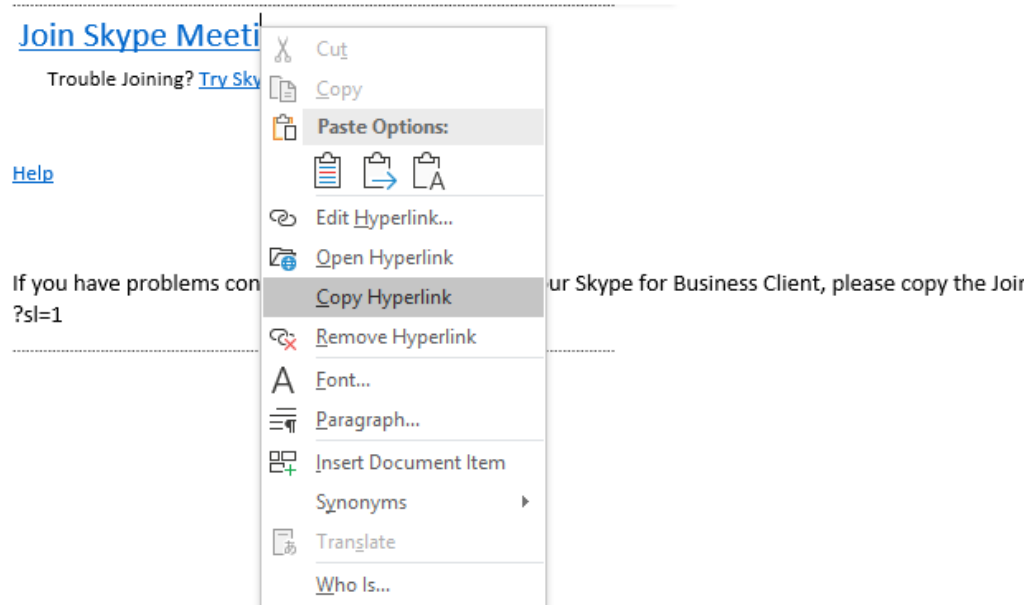 Join Skype Meeti
Trouble Joining? Try Sky
Help
If you have problems con
ur Skype for Business Client, please copy the Join
?sl=1
Cut
Copy
Paste Options:
Edit Hyperlink...
Open Hyperlink
Copy Hyperlink
Remove Hyperlink
Font...
Paragraph...
Insert Document Item
Synonyms
Translate
Who Is...